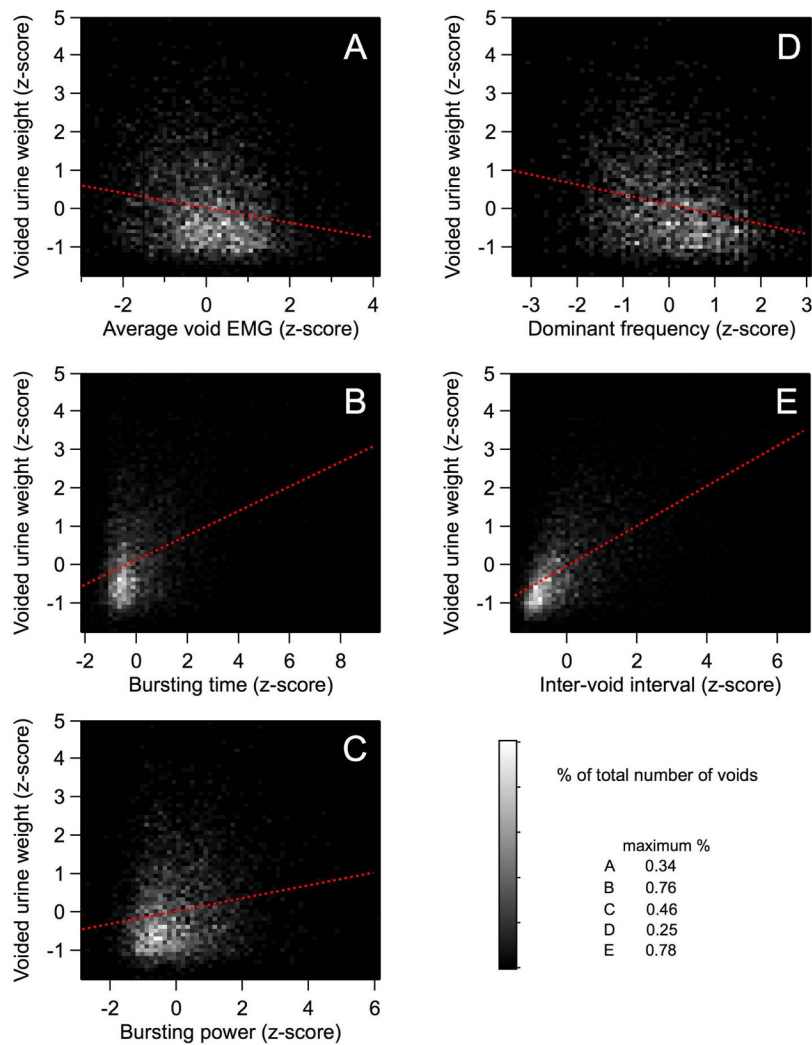 A
Voided urine weight (z-score)
5
4
3
2
1
0
-1
-2 0 2 4
Average void EMG (z-score)
D
Voided urine weight (z-score)
5
4
3
2
1
0
-1
-3 -2 -1 0 1 2 3
Dominant frequency (z-score)
B
Voided urine weight (z-score)
5
4
3
2
1
0
-1
-2 0 2 4 6 8
Bursting time (z-score)
E
Voided urine weight (z-score)
5
4
3
2
1
0
-1
0 2 4 6
Inter-void interval (z-score)
C
Voided urine weight (z-score)
5
4
3
2
1
0
-1
-2 0 2 4 6
Bursting power (z-score)
% of total number of voids
maximum %
A 0.34
B 0.76
C 0.46
D 0.25
E 0.78